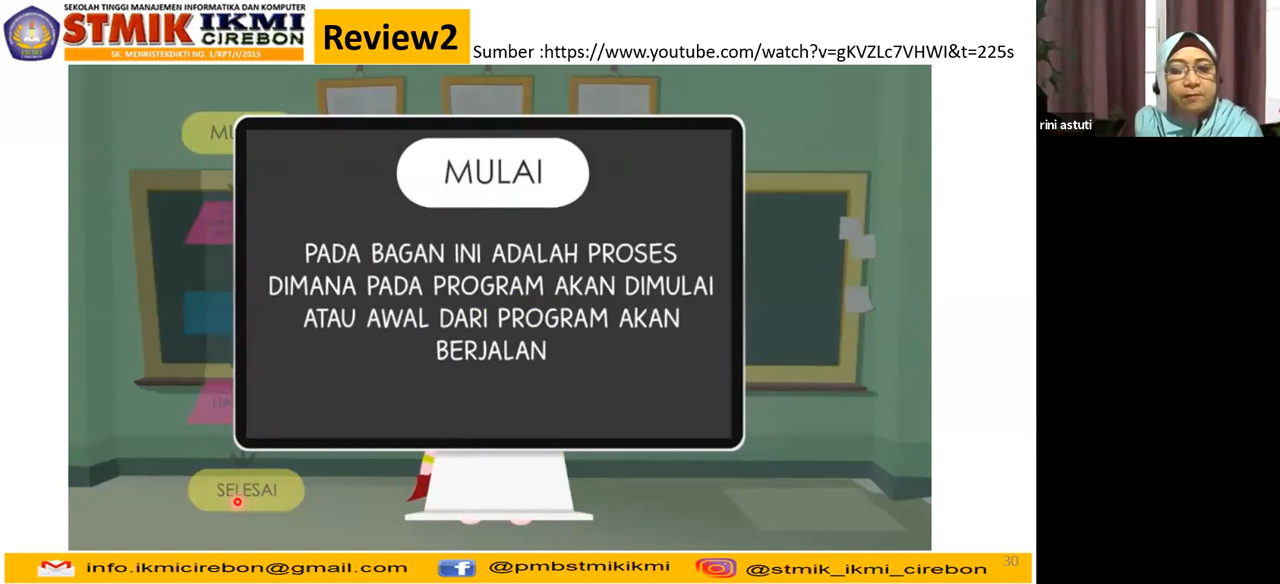 SEKOLAH TINGGI MANAJEMEN INFORMATIKA DAN KOMPUTER
STMIK IKMI
CIREBON
SK. MENRISTEKDIKTI NO. 1/KPT/I/2015
Review2
Sumber :https://www.youtube.com/watch?v=gKVZLc7VHWI&t=225s
rini astuti
MU
MULAI
PADA BAGAN INI ADALAH PROSES
DIMANA PADA PROGRAM AKAN DIMULAI
ATAU AWAL DARI PROGRAM AKAN
BERJALAN
HA
SELESAI
info.ikmicirebon@gmail.com
@pmbstmikikmi
@stmik_ikmi_cirebon
30